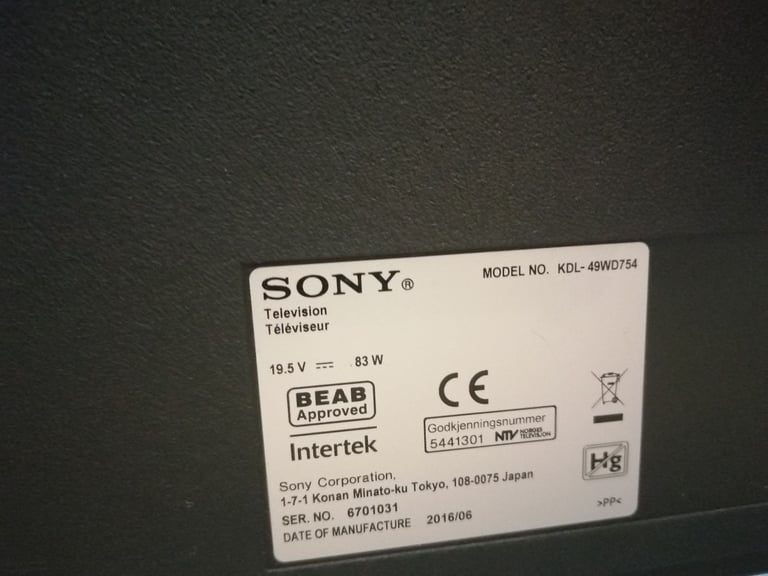 SONY®
MODEL NO. KDL-49WD754
Television
Téléviseur
19.5 V 83 W
BEAB
Approved
Intertek
CE
Godkjenningsnummer
5441301 NTV NORGES TELEVISJON
Hg
Sony Corporation,
1-7-1 Konan Minato-ku Tokyo, 108-0075 Japan
SER. NO. 6701031
DATE OF MANUFACTURE 2016/06
>PP<